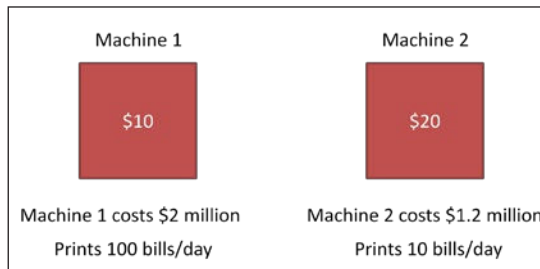 Machine 1
Machine 2
$10
$20
Machine 1 costs $2 million
Machine 2 costs $1.2 million
Prints 100 bills/day
Prints 10 bills/day